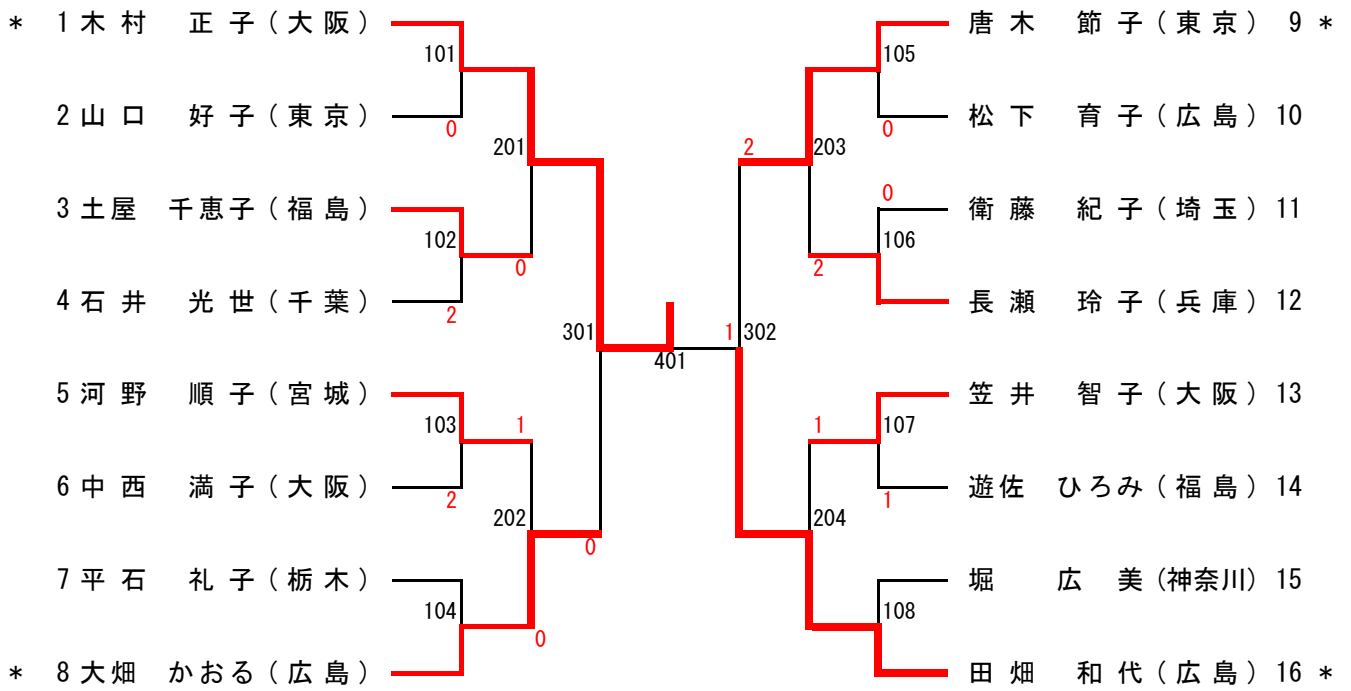 * 1 木村 正子(大阪)
唐木 節子(東京) 9 *
101
105
2 山口 好子(東京)
0
0
松下 育子(広島) 10
201
2
203
3 土屋 千恵子(福島)
0
衛藤 紀子(埼玉) 11
102
106
0
2
4 石井 光世(千葉)
2
長瀬 玲子(兵庫) 12
301
401
1
302
5 河野 順子(宮城)
笠井 智子(大阪) 13
103
1
1
107
6 中西 満子(大阪)
2
1
遊佐 ひろみ(福島) 14
202
0
204
7 平石 礼子(栃木)
堀 広美(神奈川) 15
104
108
0
* 8 大畑 かおる(広島)
田畑 和代(広島) 16 *